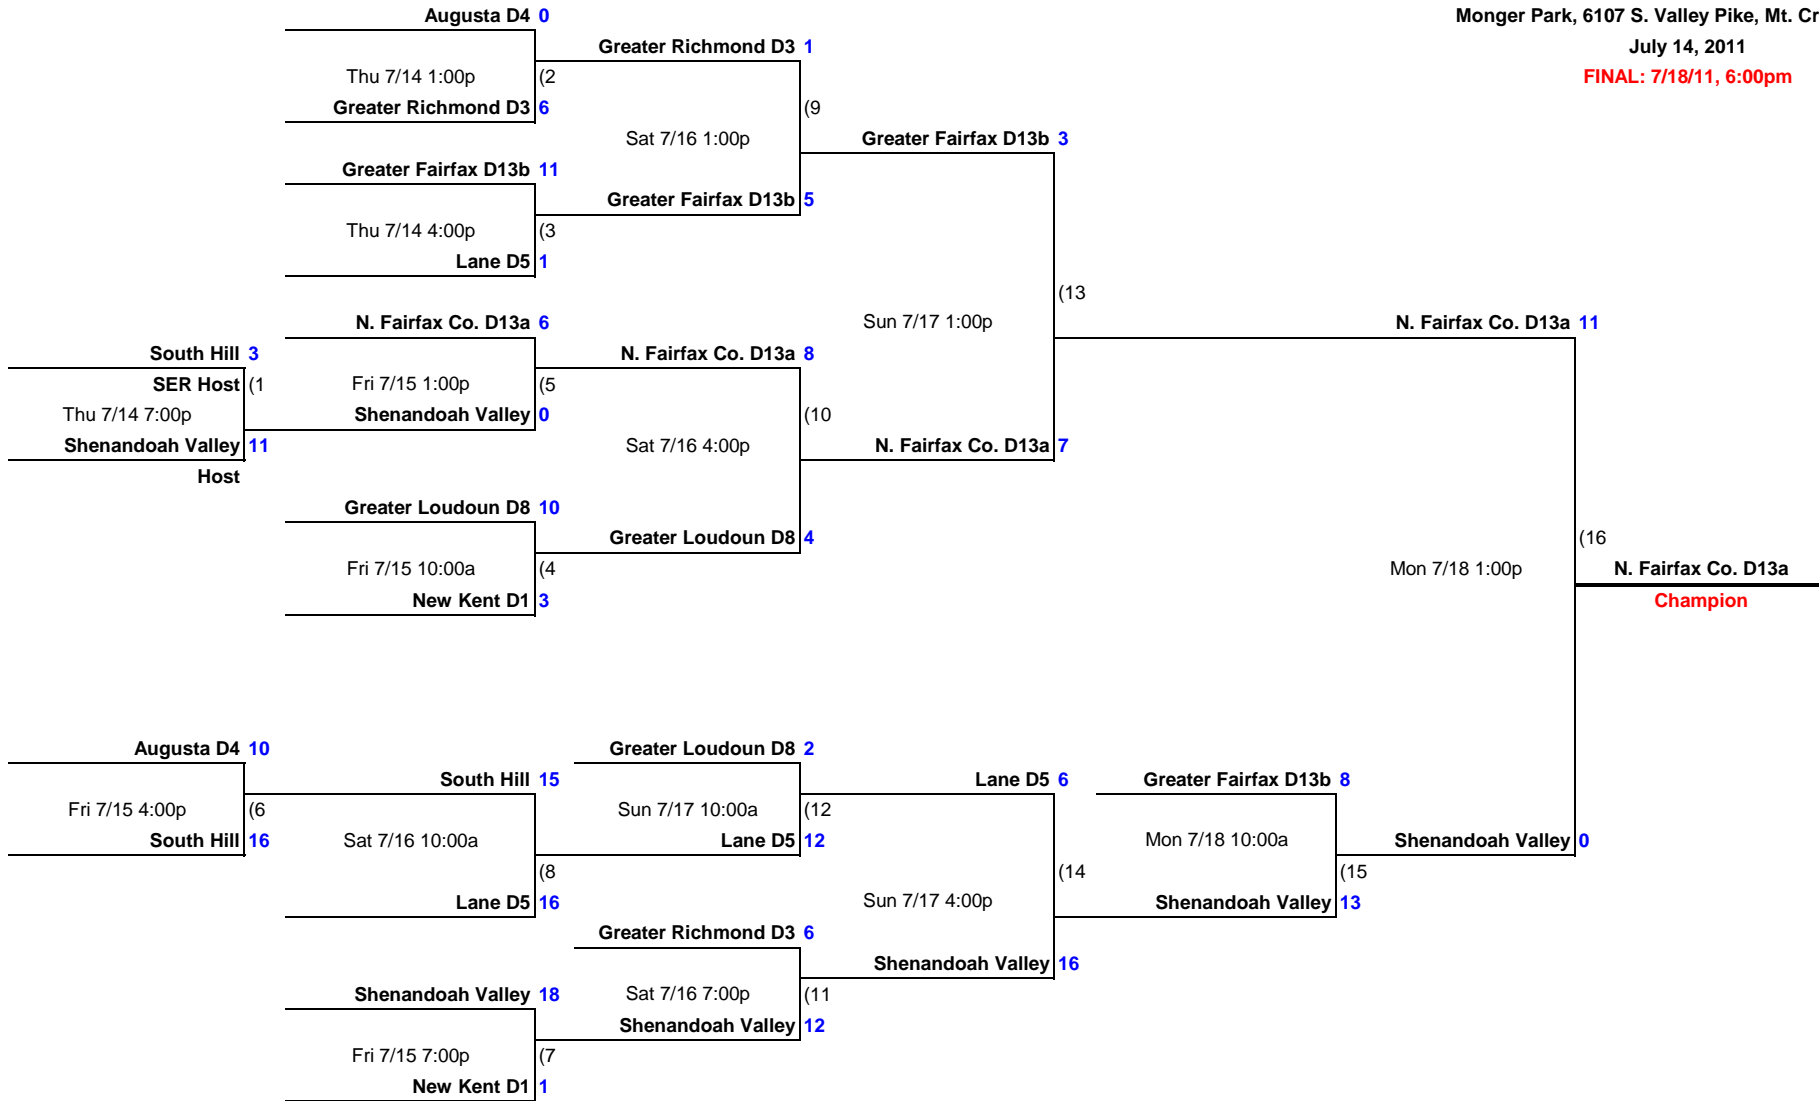 Augusta D4 0
Monger Park, 6107 S. Valley Pike, Mt. Cr
Greater Richmond D3 1
July 14, 2011
Thu 7/14 1:00p (2
FINAL: 7/18/11, 6:00pm
Greater Richmond D3 6
(9
Sat 7/16 1:00p
Greater Fairfax D13b 3
Greater Fairfax D13b 11
Greater Fairfax D13b 5
Thu 7/14 4:00p (3
Lane D5 1
(13
N. Fairfax Co. D13a 6
Sun 7/17 1:00p
N. Fairfax Co. D13a 11
South Hill 3
N. Fairfax Co. D13a 8
SER Host (1
Fri 7/15 1:00p (5
Thu 7/14 7:00p
Shenandoah Valley 0
(10
Shenandoah Valley 11
Sat 7/16 4:00p
N. Fairfax Co. D13a 7
Host
Greater Loudoun D8 10
Greater Loudoun D8 4
(16
Fri 7/15 10:00a (4
Mon 7/18 1:00p
N. Fairfax Co. D13a
New Kent D1 3
Champion
Augusta D4 10
Greater Loudoun D8 2
South Hill 15
Lane D5 6
Greater Fairfax D13b 8
Fri 7/15 4:00p (6
Sun 7/17 10:00a (12
South Hill 16
Sat 7/16 10:00a
Lane D5 12
Mon 7/18 10:00a
Shenandoah Valley 0
(8
(14
(15
Lane D5 16
Sun 7/17 4:00p
Shenandoah Valley 13
Greater Richmond D3 6
Shenandoah Valley 16
Shenandoah Valley 18
Sat 7/16 7:00p (11
Shenandoah Valley 12
Fri 7/15 7:00p (7
New Kent D1 1